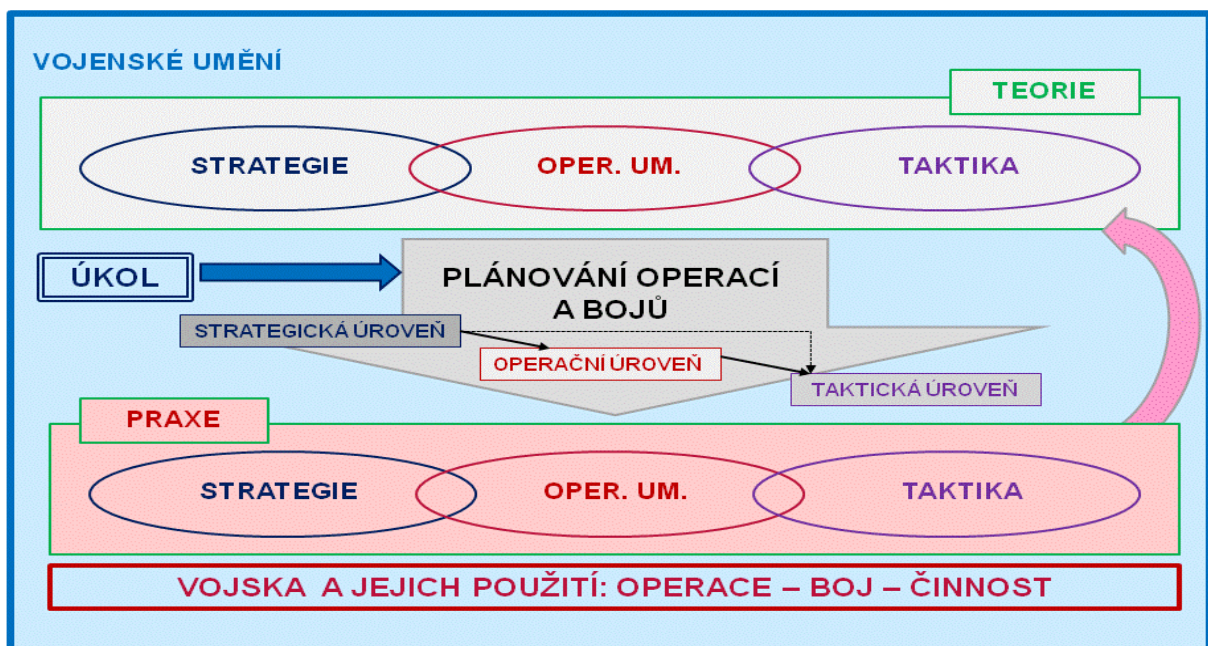 VOJENSKÉ UMĚNÍ
TEORIE
STRATEGIE
OPER. UM.
TAKTIKA
ÚKOL
PLÁNOVÁNÍ OPERACÍ
A BOJŮ
STRATEGICKÁ ÚROVEŇ
OPERAČNÍ ÚROVEŇ
TAKTICKÁ ÚROVEŇ
PRAXE
STRATEGIE
OPER. UM.
TAKTIKA
VOJSKA A JEJICH POUŽITÍ: OPERACE – BOJ – ČINNOST